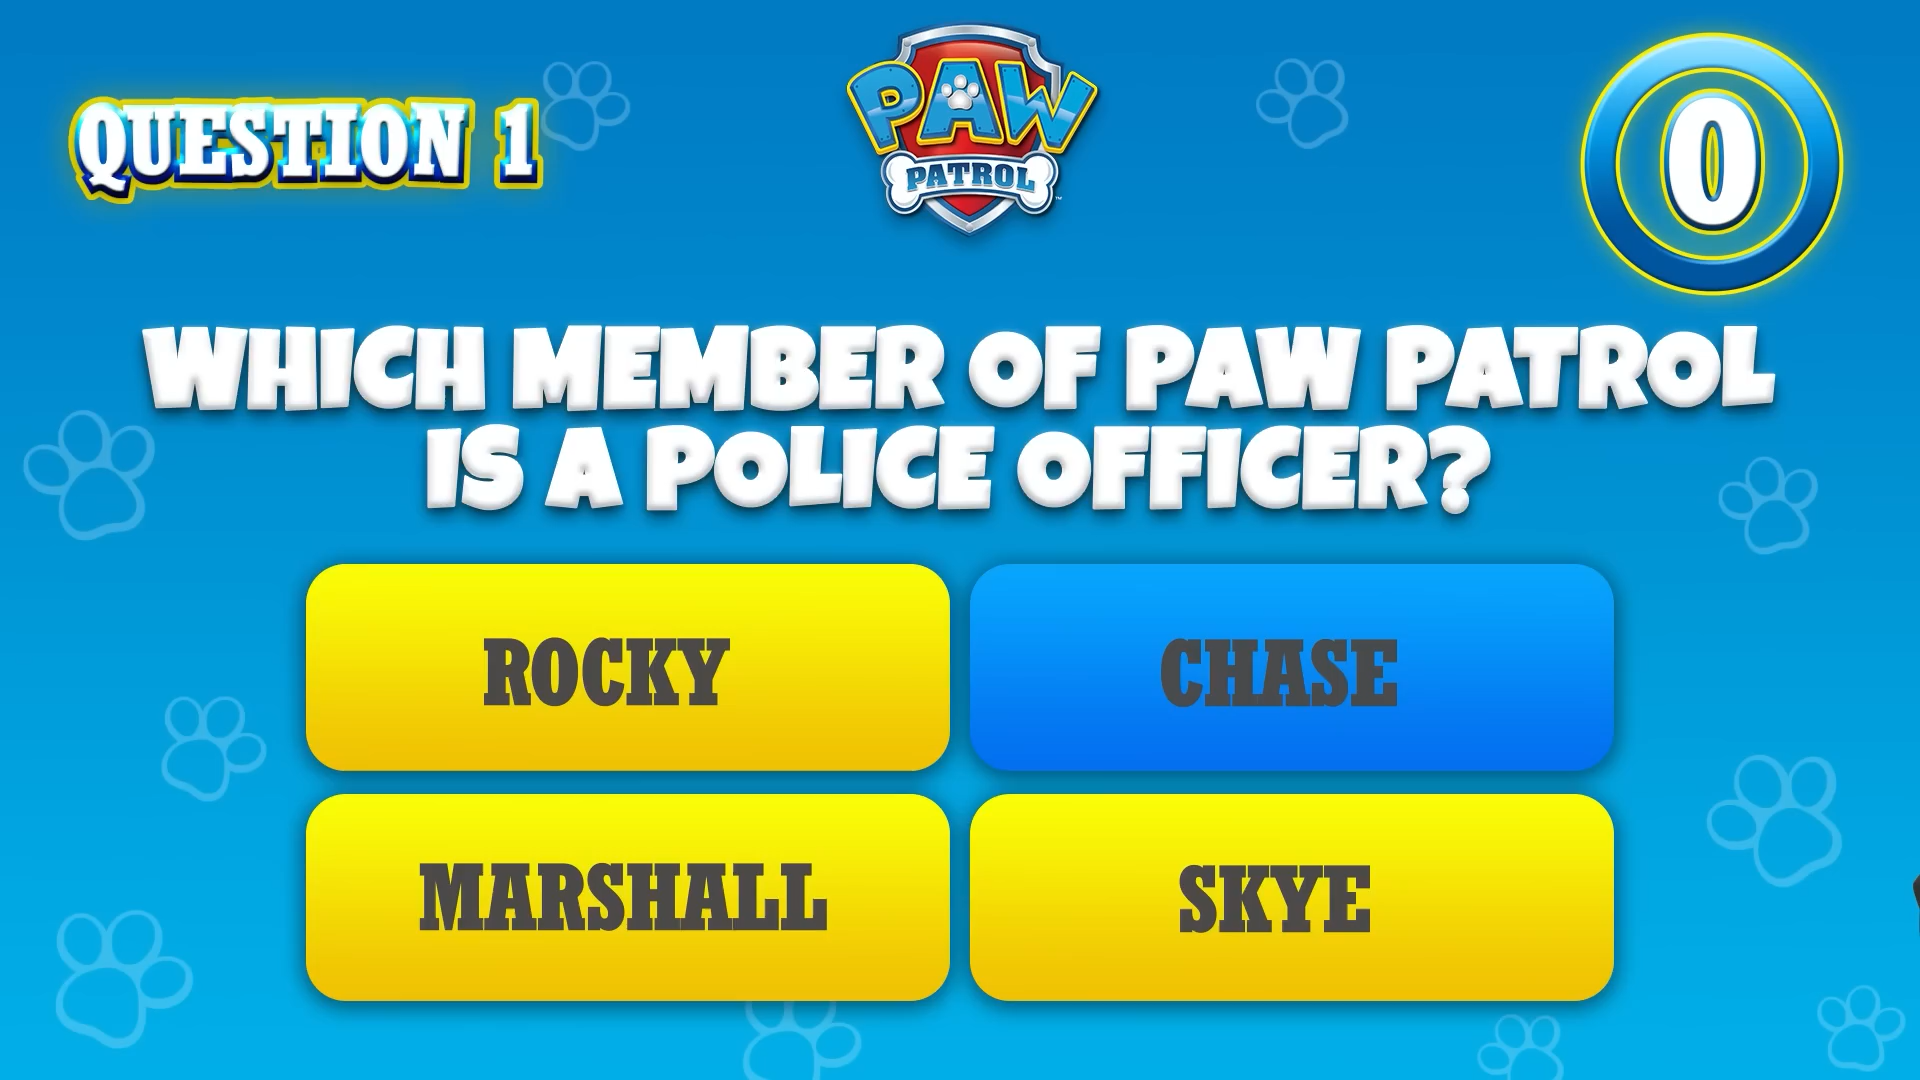 QUESTION 1
PAW
PATROL
0
WHICH MEMBER OF PAW PATROL
IS A POLICE OFFICER?
ROCKY
CHASE
MARSHALL
SKYE